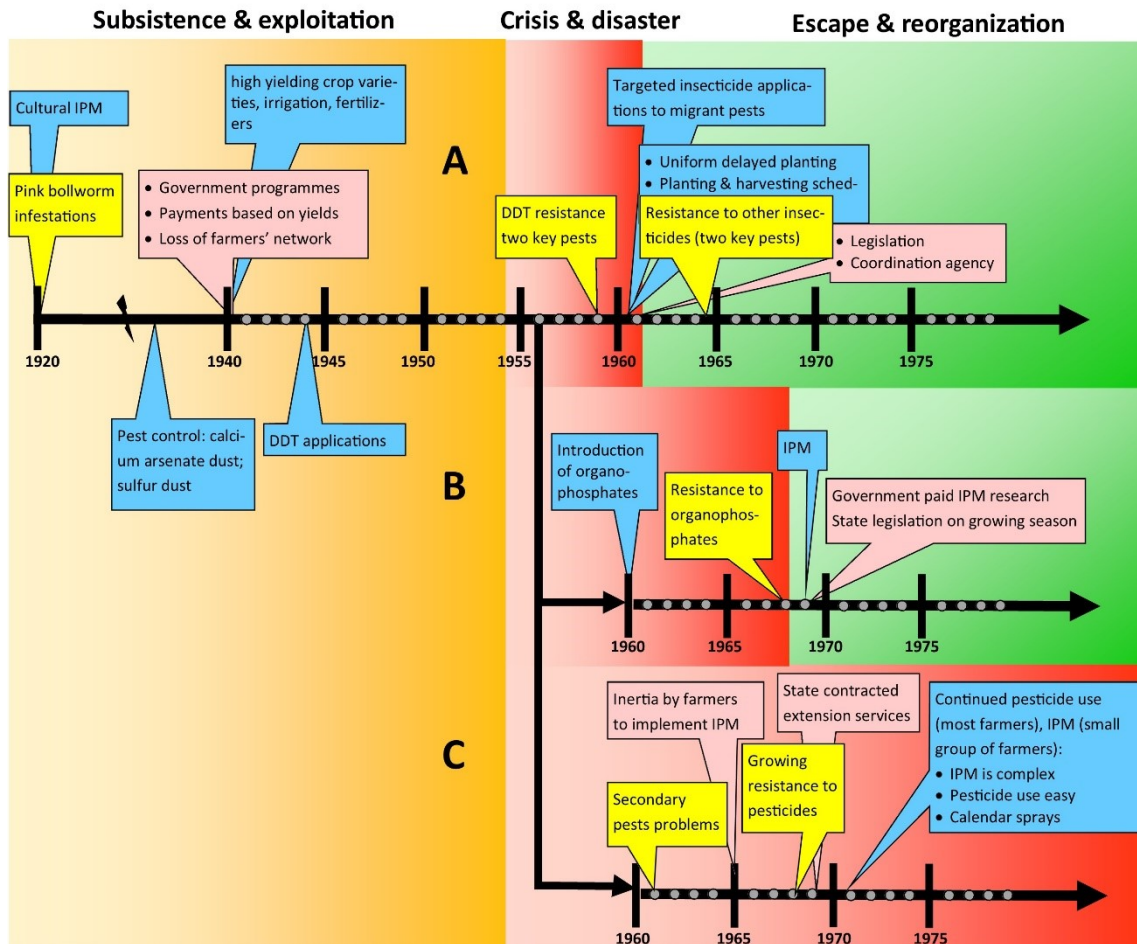 Subsistence & exploitation
Crisis & disaster
Escape & reorganization
Cultural IPM
Pink bollworm
infestations
high yielding crop varie-
ties, irrigation, fertiliz-
ers
• Government programmes
• Payments based on yields
• Loss of farmers' network
A
DDT resistance
two key pests
Targeted insecticide applica-
tions to migrant pests
• Uniform delayed planting
• Planting & harvesting sched-
Resistance to other insec-
ticides (two key pests)
• Legislation
• Coordination agency
1920
1940
1945
1950
1955
1960
1965
1970
1975
Pest control: calci-
um arsenate dust;
sulfur dust
DDT applications
B
Introduction
of organo-
phosphates
Resistance to
organophos-
phates
IPM
Government paid IPM research
State legislation on growing season
1960
1965
1970
1975
C
Inertia by farmers
to implement IPM
State contracted
extension services
Secondary
pests problems
Growing
resistance to
pesticides
Continued pesticide use
(most farmers), IPM (small
group of farmers):
• IPM is complex
• Pesticide use easy
• Calendar sprays
1960
1965
1970
1975